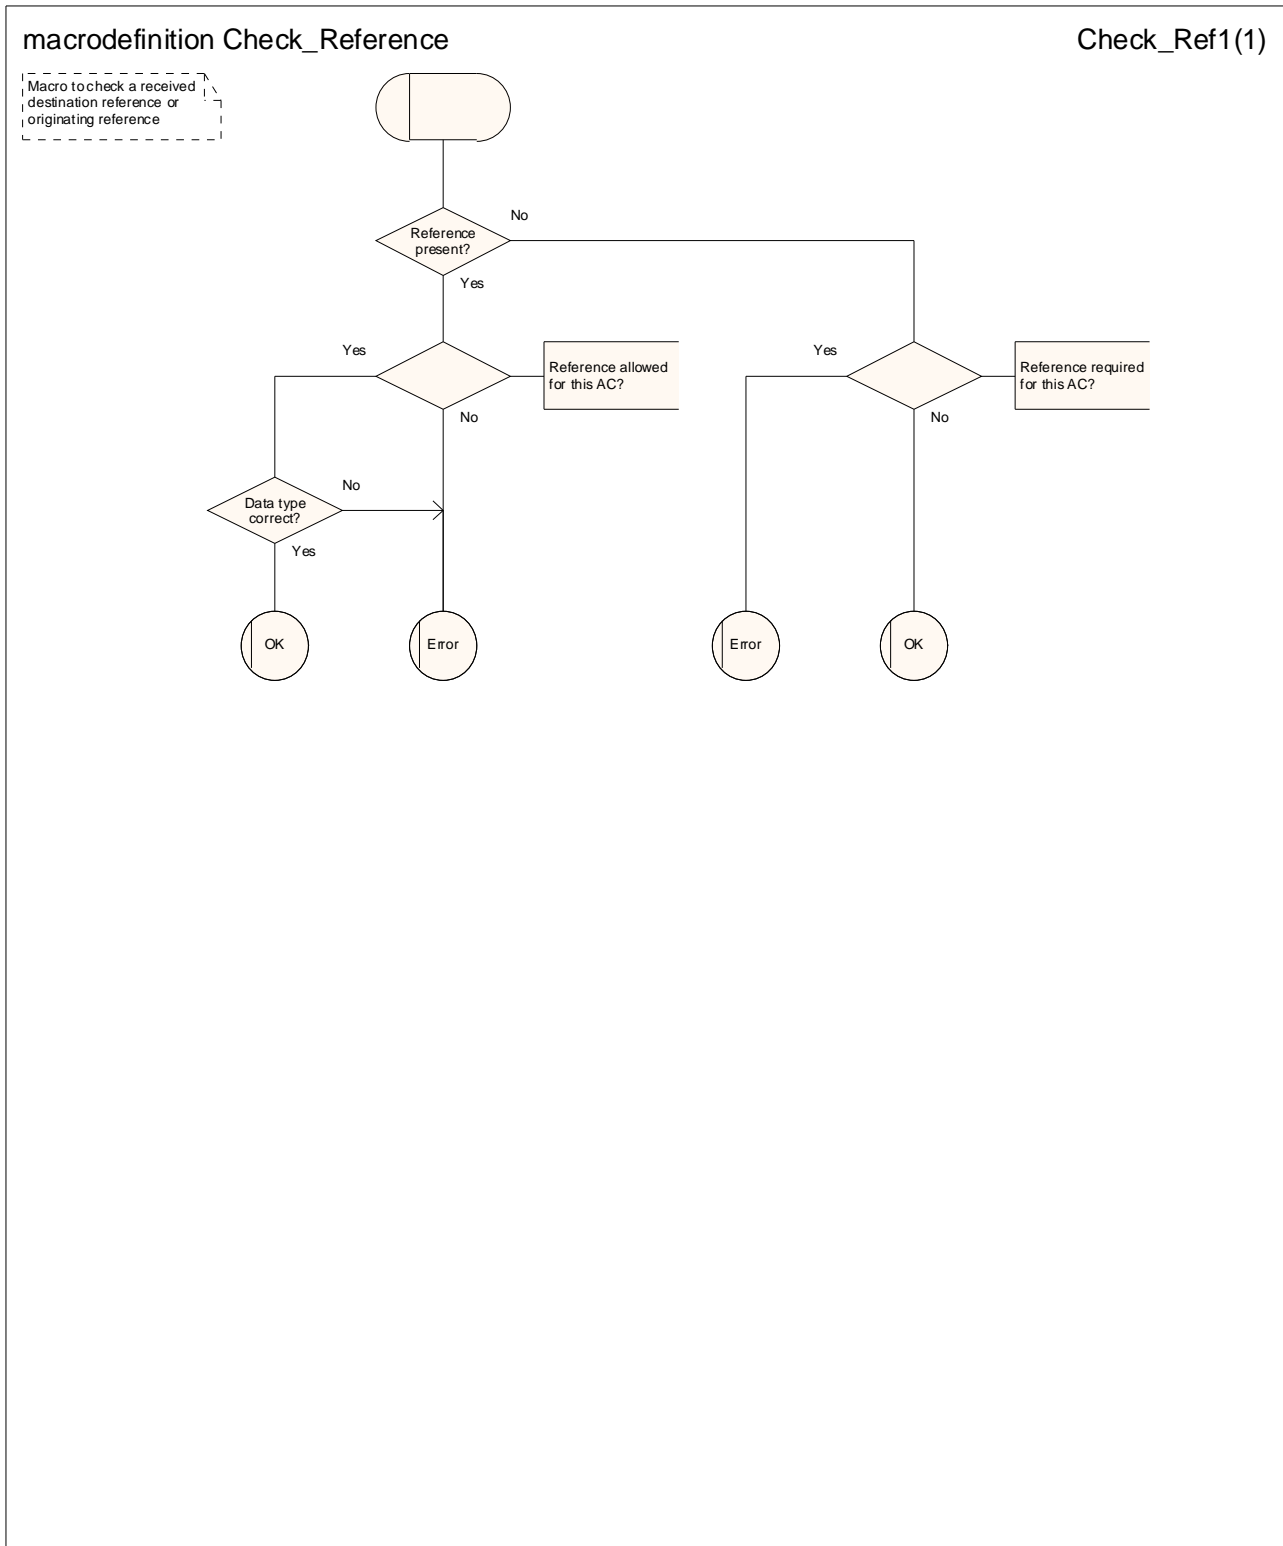 macrodefinition Check_Reference
Check_Ref1(1)
Macro to check a received
destination reference or
originating reference
No
Reference
present?
Yes
Yes
Reference allowed
for this AC?
No
Yes
Reference required
for this AC?
No
No
Data type
correct?
Yes
OK
Error
Error
OK